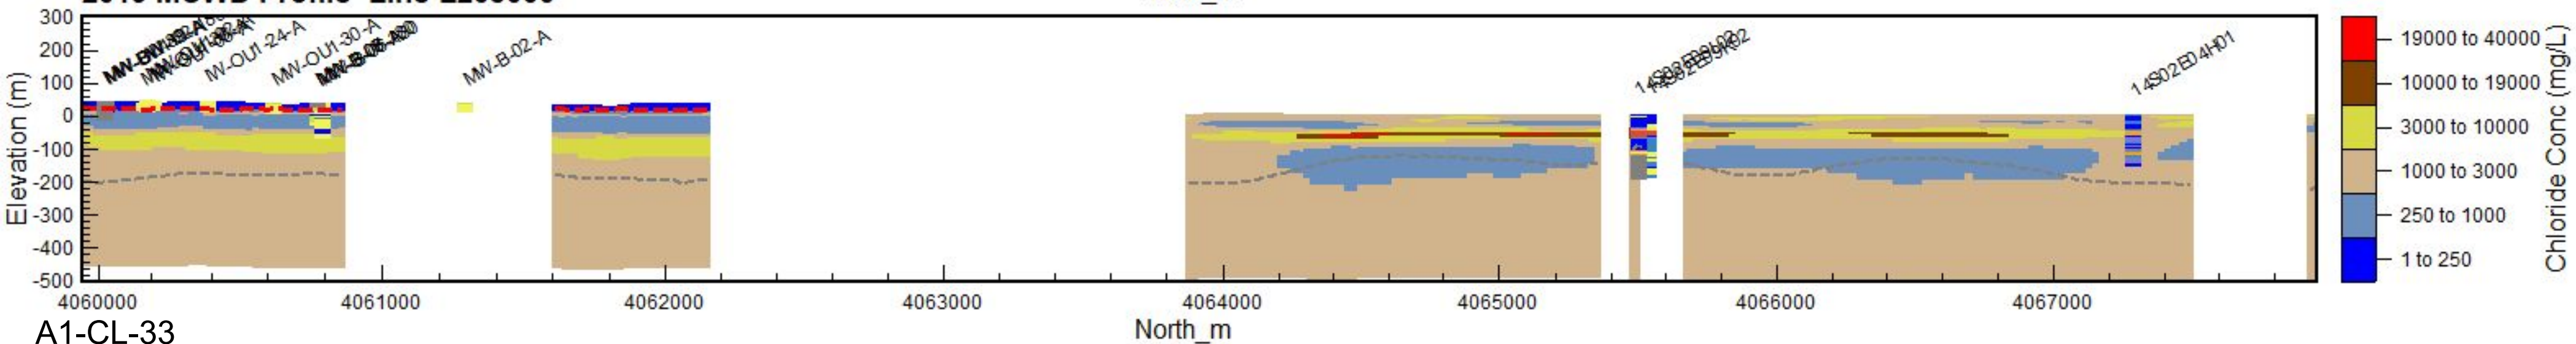 300
200
100
0
-100
-200
-300
-400
-500
Elevation (m)
IW-OU1-24-A
MW-OU1-30-A
MW-B-02-A
14S02E04H01
4060000 4061000 4062000 4063000 4064000 4065000 4066000 4067000
North_m
A1-CL-33
19000 to 40000
10000 to 19000
3000 to 10000
1000 to 3000
250 to 1000
1 to 250
Chloride Conc (mg/L)